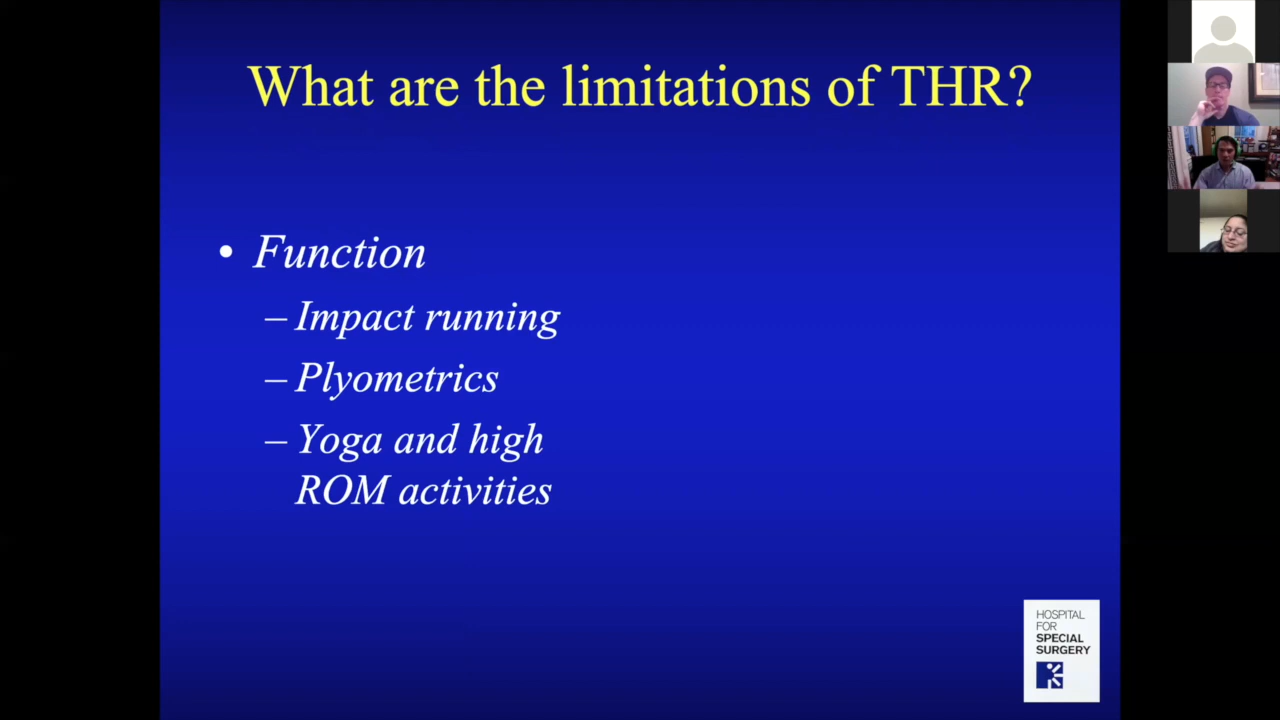 What are the limitations of THR?
• Function
– Impact running
– Plyometrics
– Yoga and high
ROM activities
HOSPITAL
FOR
SPECIAL
SURGERY